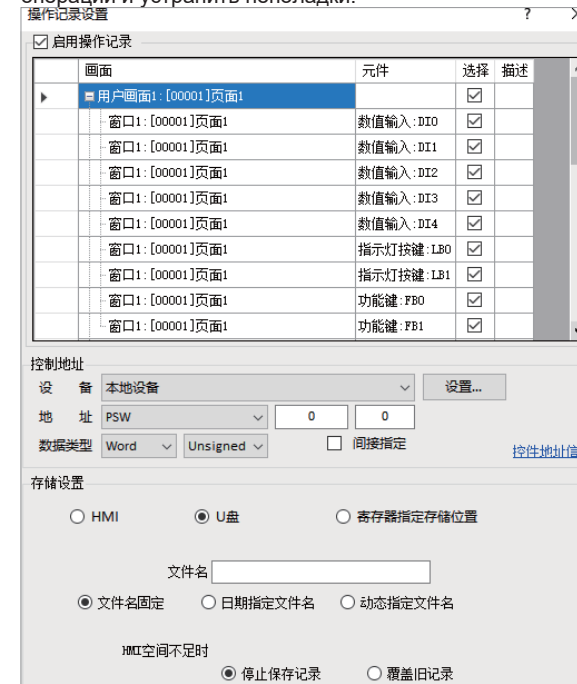 операций и устранить неполадки.
操作记录设置 ?
启用操作记录
画面 元件 选择 描述
用户画面1:[00001]页面1
窗口1:[00001]页面1 数值输入:DI0
窗口1:[00001]页面1 数值输入:DI1
窗口1:[00001]页面1 数值输入:DI2
窗口1:[00001]页面1 数值输入:DI3
窗口1:[00001]页面1 数值输入:DI4
窗口1:[00001]页面1 指示灯按键:LB0
窗口1:[00001]页面1 指示灯按键:LB1
窗口1:[00001]页面1 功能键:FB0
窗口1:[00001]页面1 功能键:FB1
控制地址
设 备 本地设备 设置...
地 址 PSW 0 0
数据类型 Word Unsigned 间接指定
控件地址信
存储设置
HMI U盘 寄存器指定存储位置
文件名
文件名固定 日期指定文件名 动态指定文件名
HMI空间不足时
停止保存记录 覆盖旧记录